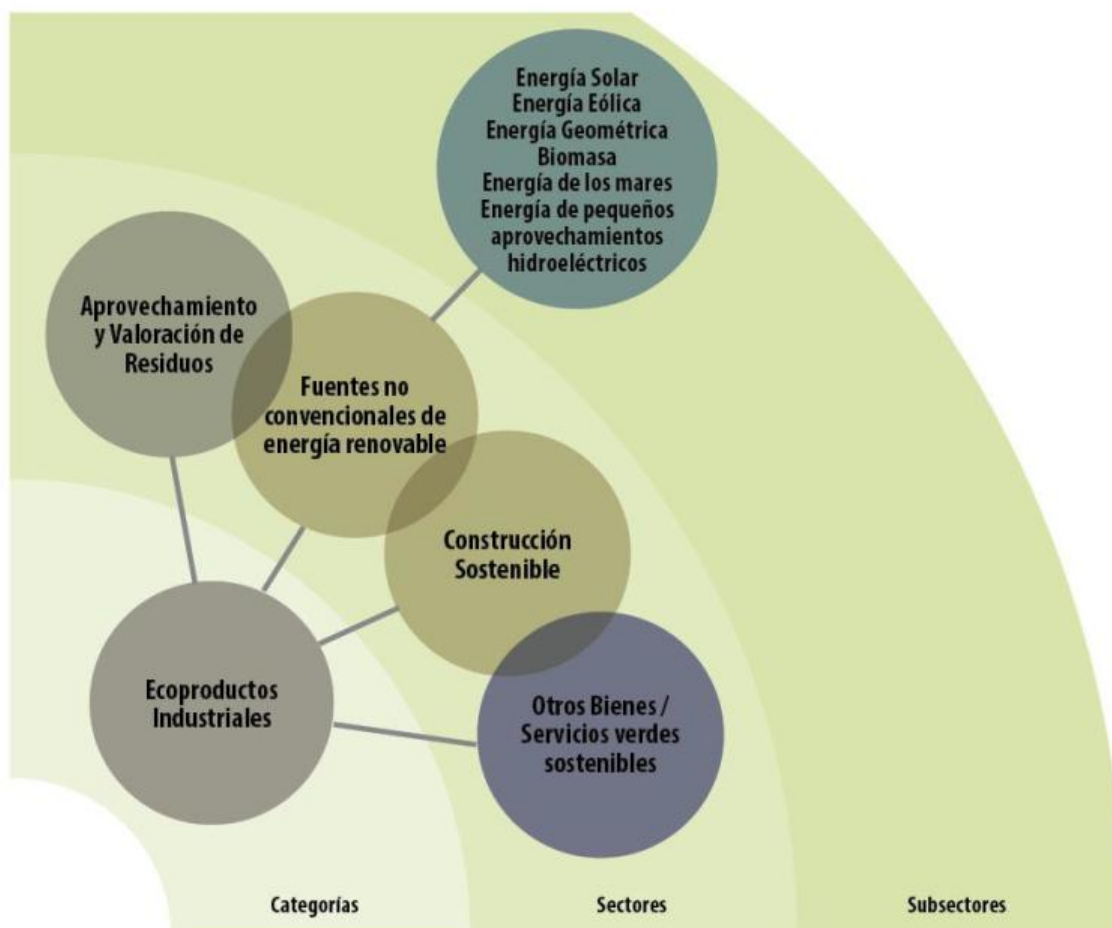 Energía Solar
Energía Eólica
Energía Geométrica
Biomasa
Energía de los mares
Energía de pequeños
aprovechamientos
hidroeléctricos
Aprovechamiento
y Valoración de
Residuos
Fuentes no
convencionales de
energía renovable
Construcción
Sostenible
Ecoproductos
Industriales
Otros Bienes /
Servicios verdes
sostenibles
Categorías
Sectores
Subsectores